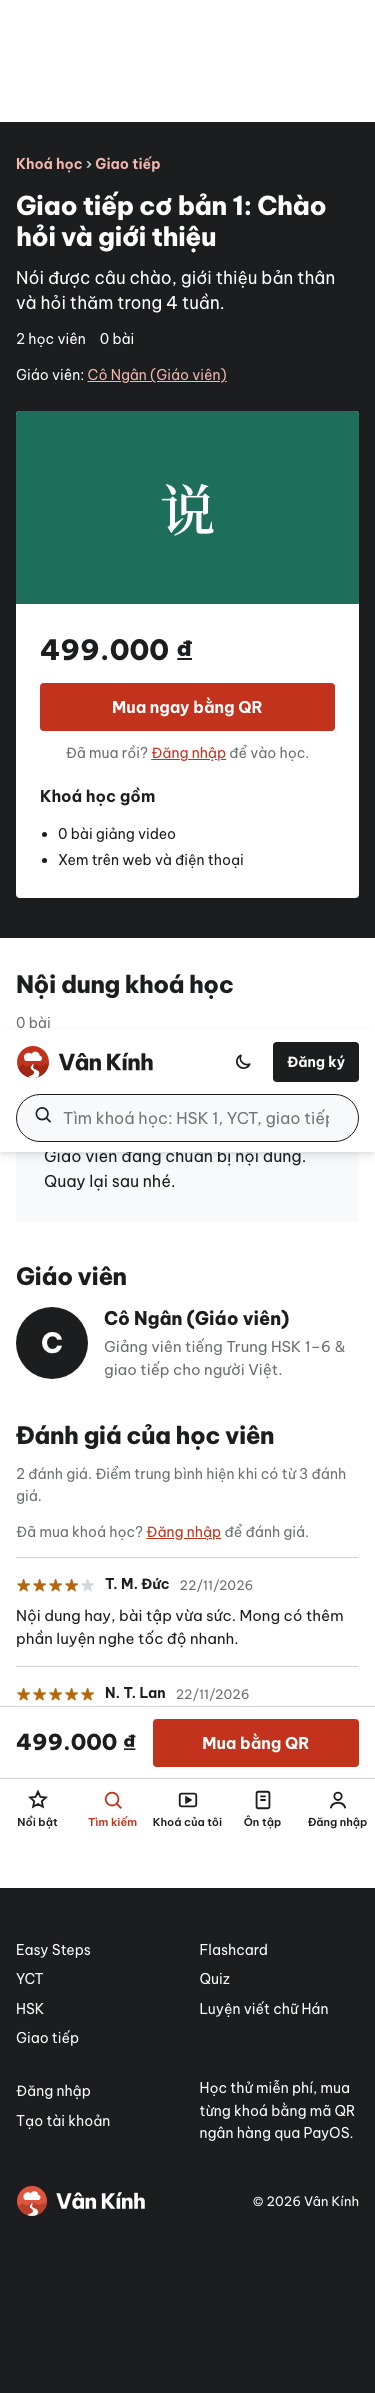 Khoá học › Giao tiếp
Giao tiếp cơ bản 1: Chào
hỏi và giới thiệu
Nói được câu chào, giới thiệu bản thân
và hỏi thăm trong 4 tuần.
2 học viên 0 bài
Giáo viên: Cô Ngân (Giáo viên)
说
499.000 ₫
Mua ngay bằng QR
Đã mua rồi? Đăng nhập để vào học.
Khoá học gồm
• 0 bài giảng video
• Xem trên web và điện thoại
Nội dung khoá học
0 bài
Vân Kính
Đăng ký
Tìm khoá học: HSK 1, YCT, giao tiếp
Giáo viên đang chuẩn bị nội dung.
Quay lại sau nhé.
Giáo viên
C
Cô Ngân (Giáo viên)
Giảng viên tiếng Trung HSK 1–6 &
giao tiếp cho người Việt.
Đánh giá của học viên
2 đánh giá. Điểm trung bình hiện khi có từ 3 đánh
giá.
Đã mua khoá học? Đăng nhập để đánh giá.
T. M. Đức 22/11/2026
Nội dung hay, bài tập vừa sức. Mong có thêm
phần luyện nghe tốc độ nhanh.
N. T. Lan 22/11/2026
499.000 ₫
Mua bằng QR
Nổi bật
Tìm kiếm
Khoá của tôi
Ôn tập
Đăng nhập
Easy Steps
YCT
HSK
Giao tiếp
Flashcard
Quiz
Luyện viết chữ Hán
Đăng nhập
Tạo tài khoản
Học thử miễn phí, mua
từng khoá bằng mã QR
ngân hàng qua PayOS.
Vân Kính
© 2026 Vân Kính